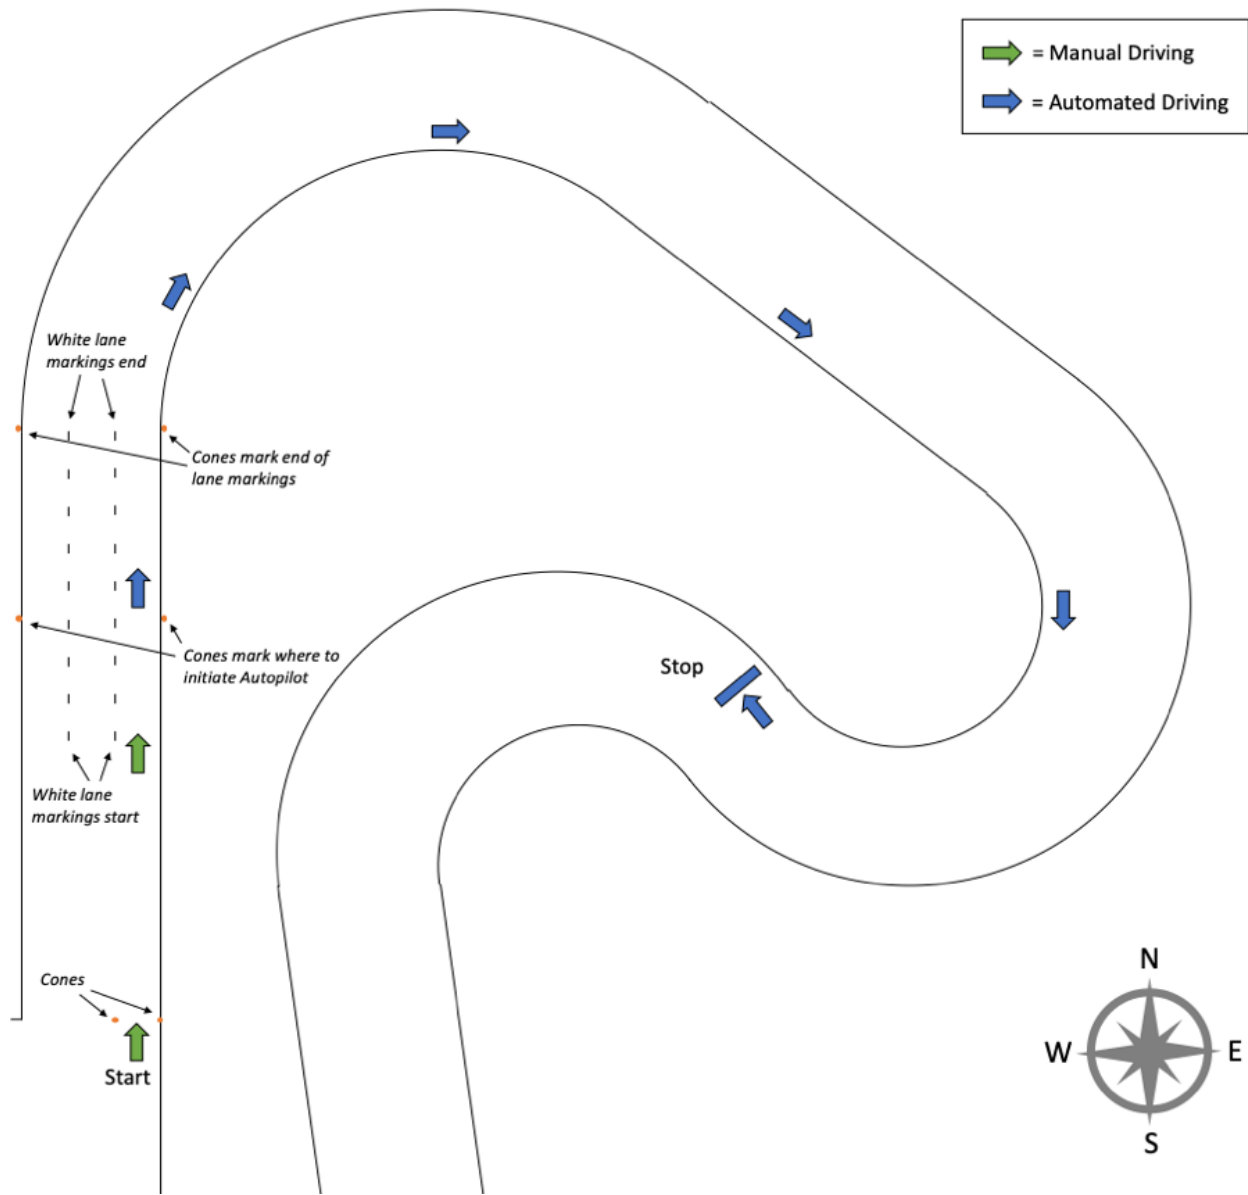 = Manual Driving
= Automated Driving
White lane
markings end
Cones mark end of
lane markings
Cones mark where to
initiate Autopilot
Stop
White lane
markings start
Cones
Start
N
W
E
S